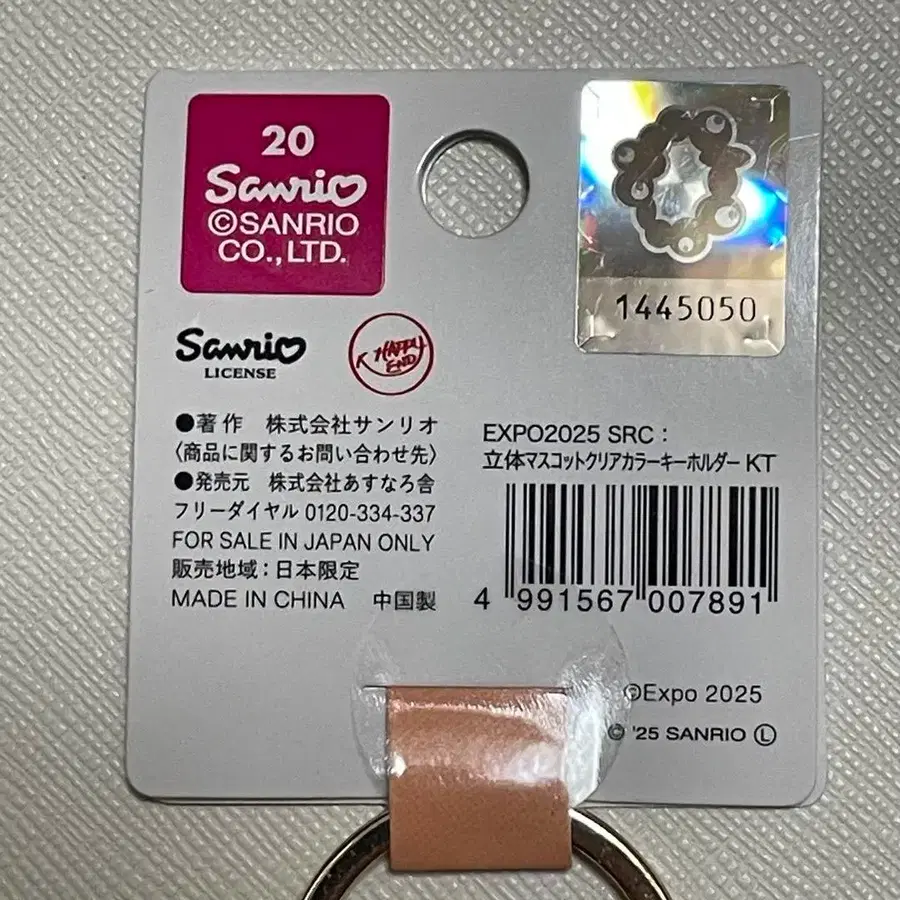 20
Sanrio
©SANRIO
CO.,LTD.
1445050
Sanrio
LICENSE
K HAPPY
END
●著作 株式会社サンリオ
〈商品に関するお問い合わせ先〉
●発売元 株式会社あすなろ舎
フリーダイヤル 0120-334-337
FOR SALE IN JAPAN ONLY
販売地域：日本限定
MADE IN CHINA 中国製
EXPO2025 SRC：
立体マスコットクリアカラーキーホルダー KT
4 991567 007891
©Expo 2025
© '25 SANRIO Ⓛ